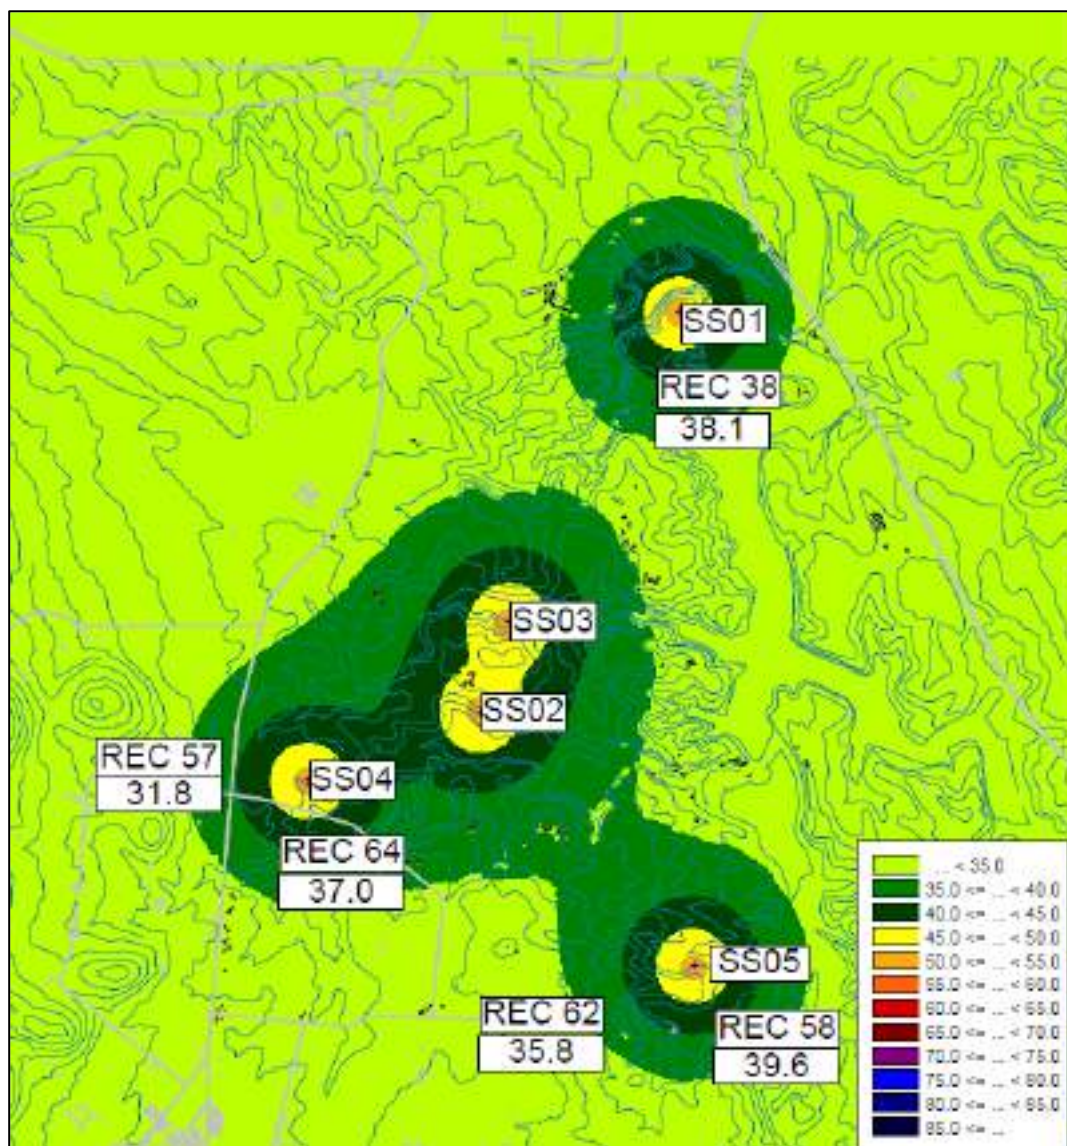 SS01
REC 38
38.1
SS03
SS02
REC 57
31.8
SS04
REC 64
37.0
SS05
REC 62
35.8
REC 58
39.6
... < 35.0
35.0 <= ... < 40.0
40.0 <= ... < 45.0
45.0 <= ... < 50.0
50.0 <= ... < 55.0
55.0 <= ... < 60.0
60.0 <= ... < 65.0
65.0 <= ... < 70.0
70.0 <= ... < 75.0
75.0 <= ... < 80.0
80.0 <= ... < 85.0
85.0 <= ...